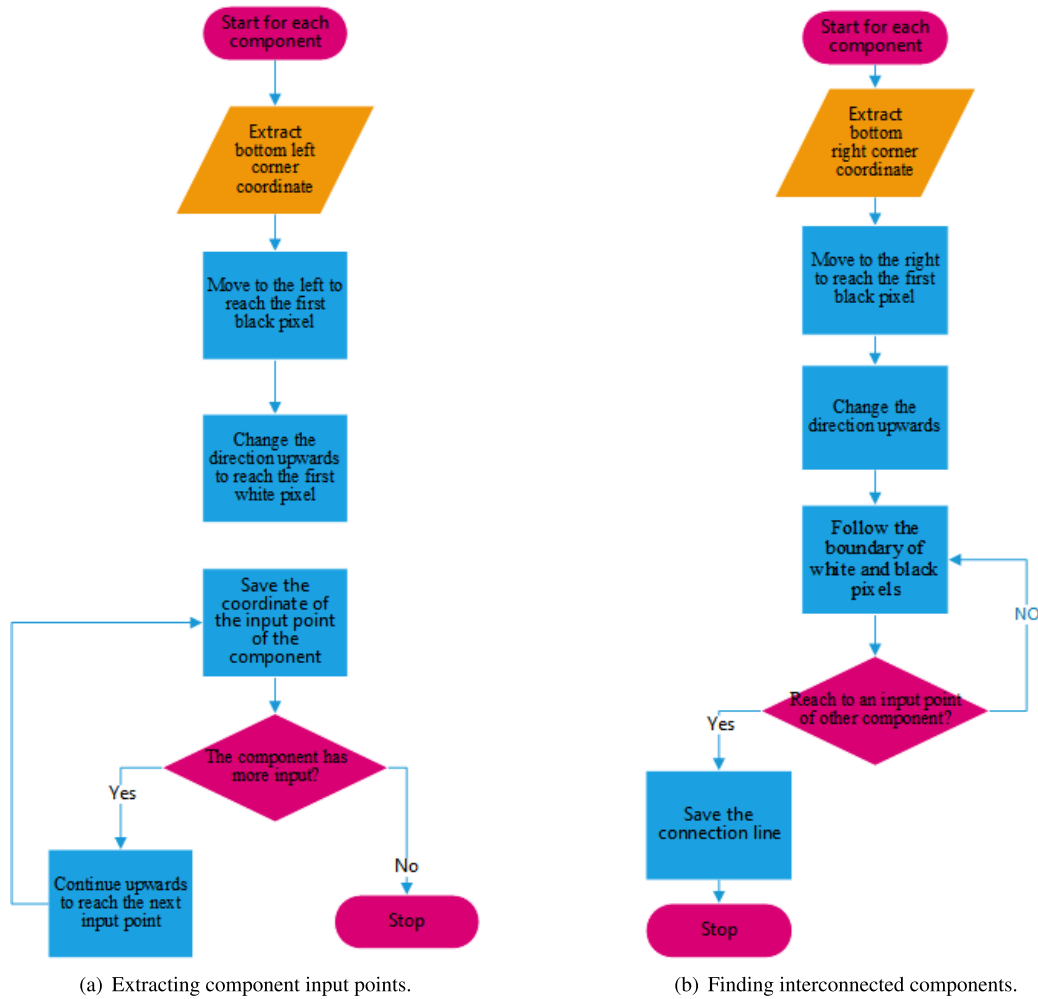 Start for each
component
Extract
bottom left
corner
coordinate
Move to the left to
reach the first
black pixel
Change the
direction upwards
to reach the first
white pixel
Save the
coordinate of
the input point
of the
component
The component has
more input?
Yes
No
Continue upwards
to reach the next
input point
Stop
(a) Extracting component input points.
Start for each
component
Extract
bottom
right corner
coordinate
Move to the right
to reach the first
black pixel
Change the
direction upwards
Follow the
boundary of
white and black
pixels
NO
Reach to an input point
of other component?
Yes
Save the
connection line
Stop
(b) Finding interconnected components.